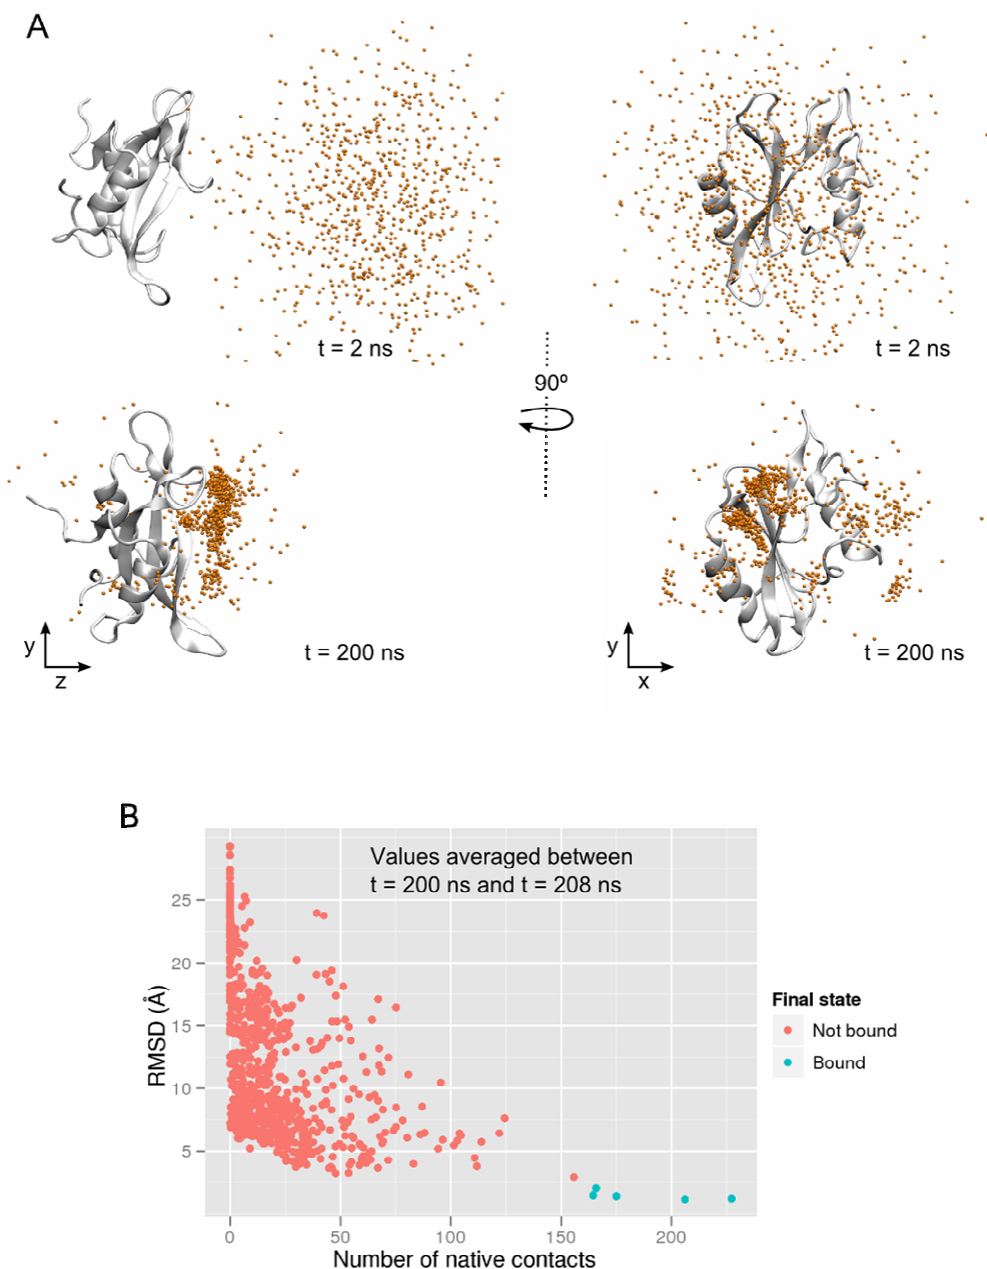 A
t = 2 ns
t = 2 ns
90º
y
z
t = 200 ns
y
x
t = 200 ns
B
Values averaged between
t = 200 ns and t = 208 ns
RMSD (Å)
25
20
15
10
5
0
50
100
150
200
Number of native contacts
Final state
Not bound
Bound